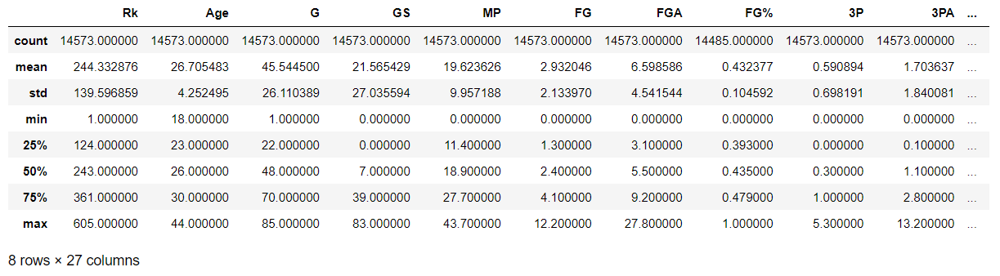 Rk Age G GS MP FG FGA FG% 3P 3PA ...
count 14573.000000 14573.000000 14573.000000 14573.000000 14573.000000 14573.000000 14573.000000 14485.000000 14573.000000 14573.000000 ...
mean 244.332876 26.705483 45.544500 21.565429 19.623626 2.932046 6.598586 0.432377 0.590894 1.703637 ...
std 139.596859 4.252495 26.110389 27.035594 9.957188 2.133970 4.541544 0.104592 0.698191 1.840081 ...
min 1.000000 18.000000 1.000000 0.000000 0.000000 0.000000 0.000000 0.000000 0.000000 0.000000 ...
25% 124.000000 23.000000 22.000000 0.000000 11.400000 1.300000 3.100000 0.393000 0.000000 0.100000 ...
50% 243.000000 26.000000 48.000000 7.000000 18.900000 2.400000 5.500000 0.435000 0.300000 1.100000 ...
75% 361.000000 30.000000 70.000000 39.000000 27.700000 4.100000 9.200000 0.479000 1.000000 2.800000 ...
max 605.000000 44.000000 85.000000 83.000000 43.700000 12.200000 27.800000 1.000000 5.300000 13.200000 ...
8 rows × 27 columns